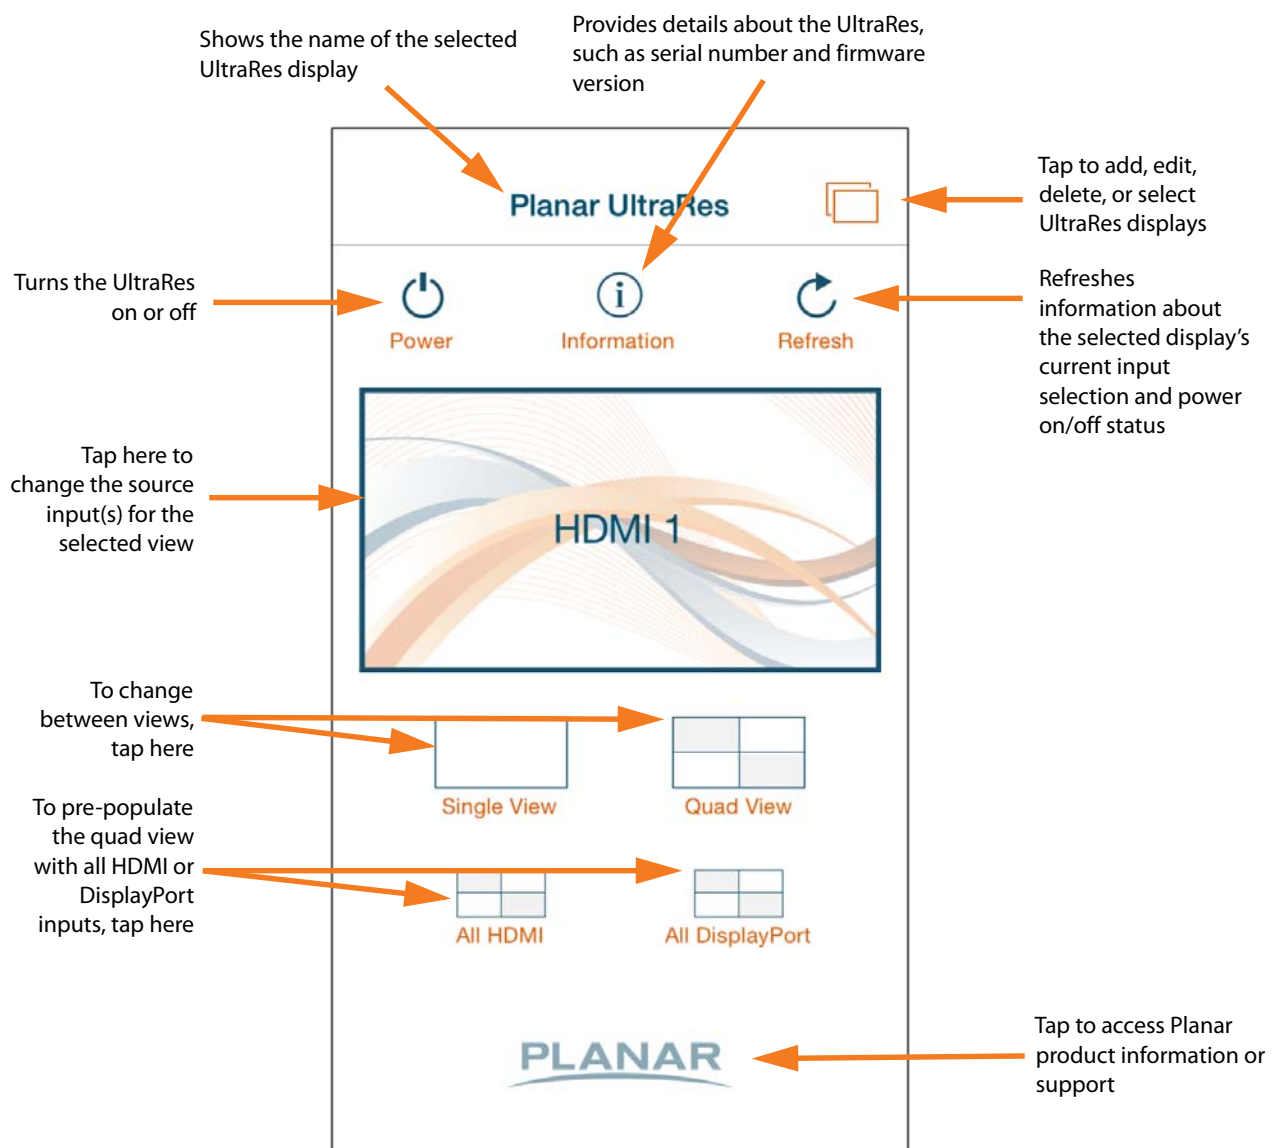 Shows the name of the selected
UltraRes display
Provides details about the UltraRes,
such as serial number and firmware
version
Planar UltraRes
Tap to add, edit,
delete, or select
UltraRes displays
Turns the UltraRes
on or off
Power
Information
Refresh
Refreshes
information about
the selected display’s
current input
selection and power
on/off status
Tap here to
change the source
input(s) for the
selected view
HDMI 1
To change
between views,
tap here
Single View
Quad View
To pre-populate
the quad view
with all HDMI or
DisplayPort
inputs, tap here
All HDMI
All DisplayPort
PLANAR
Tap to access Planar
product information or
support